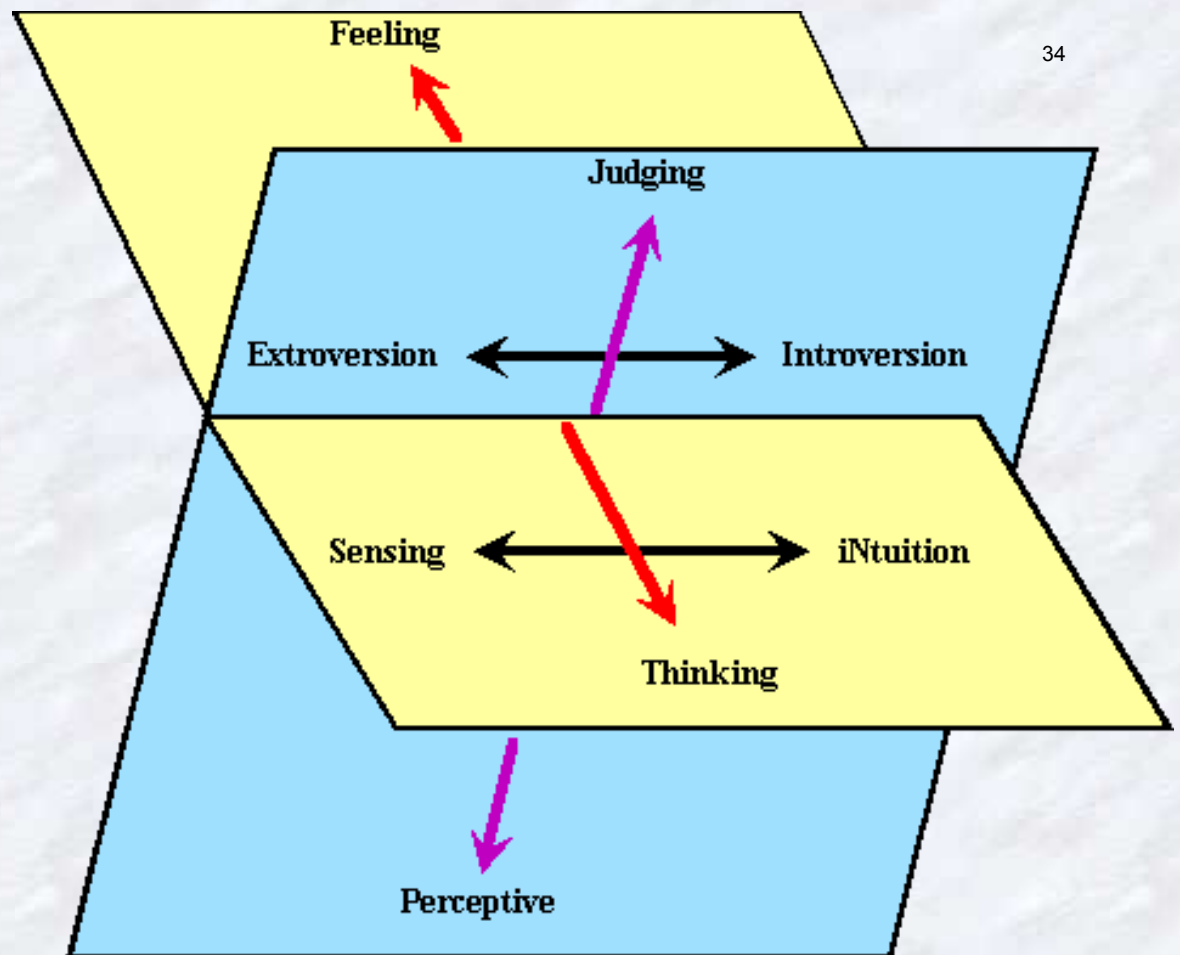 Feeling
34
Judging
Extroversion Introversion
Sensing iNtuition
Thinking
Perceptive